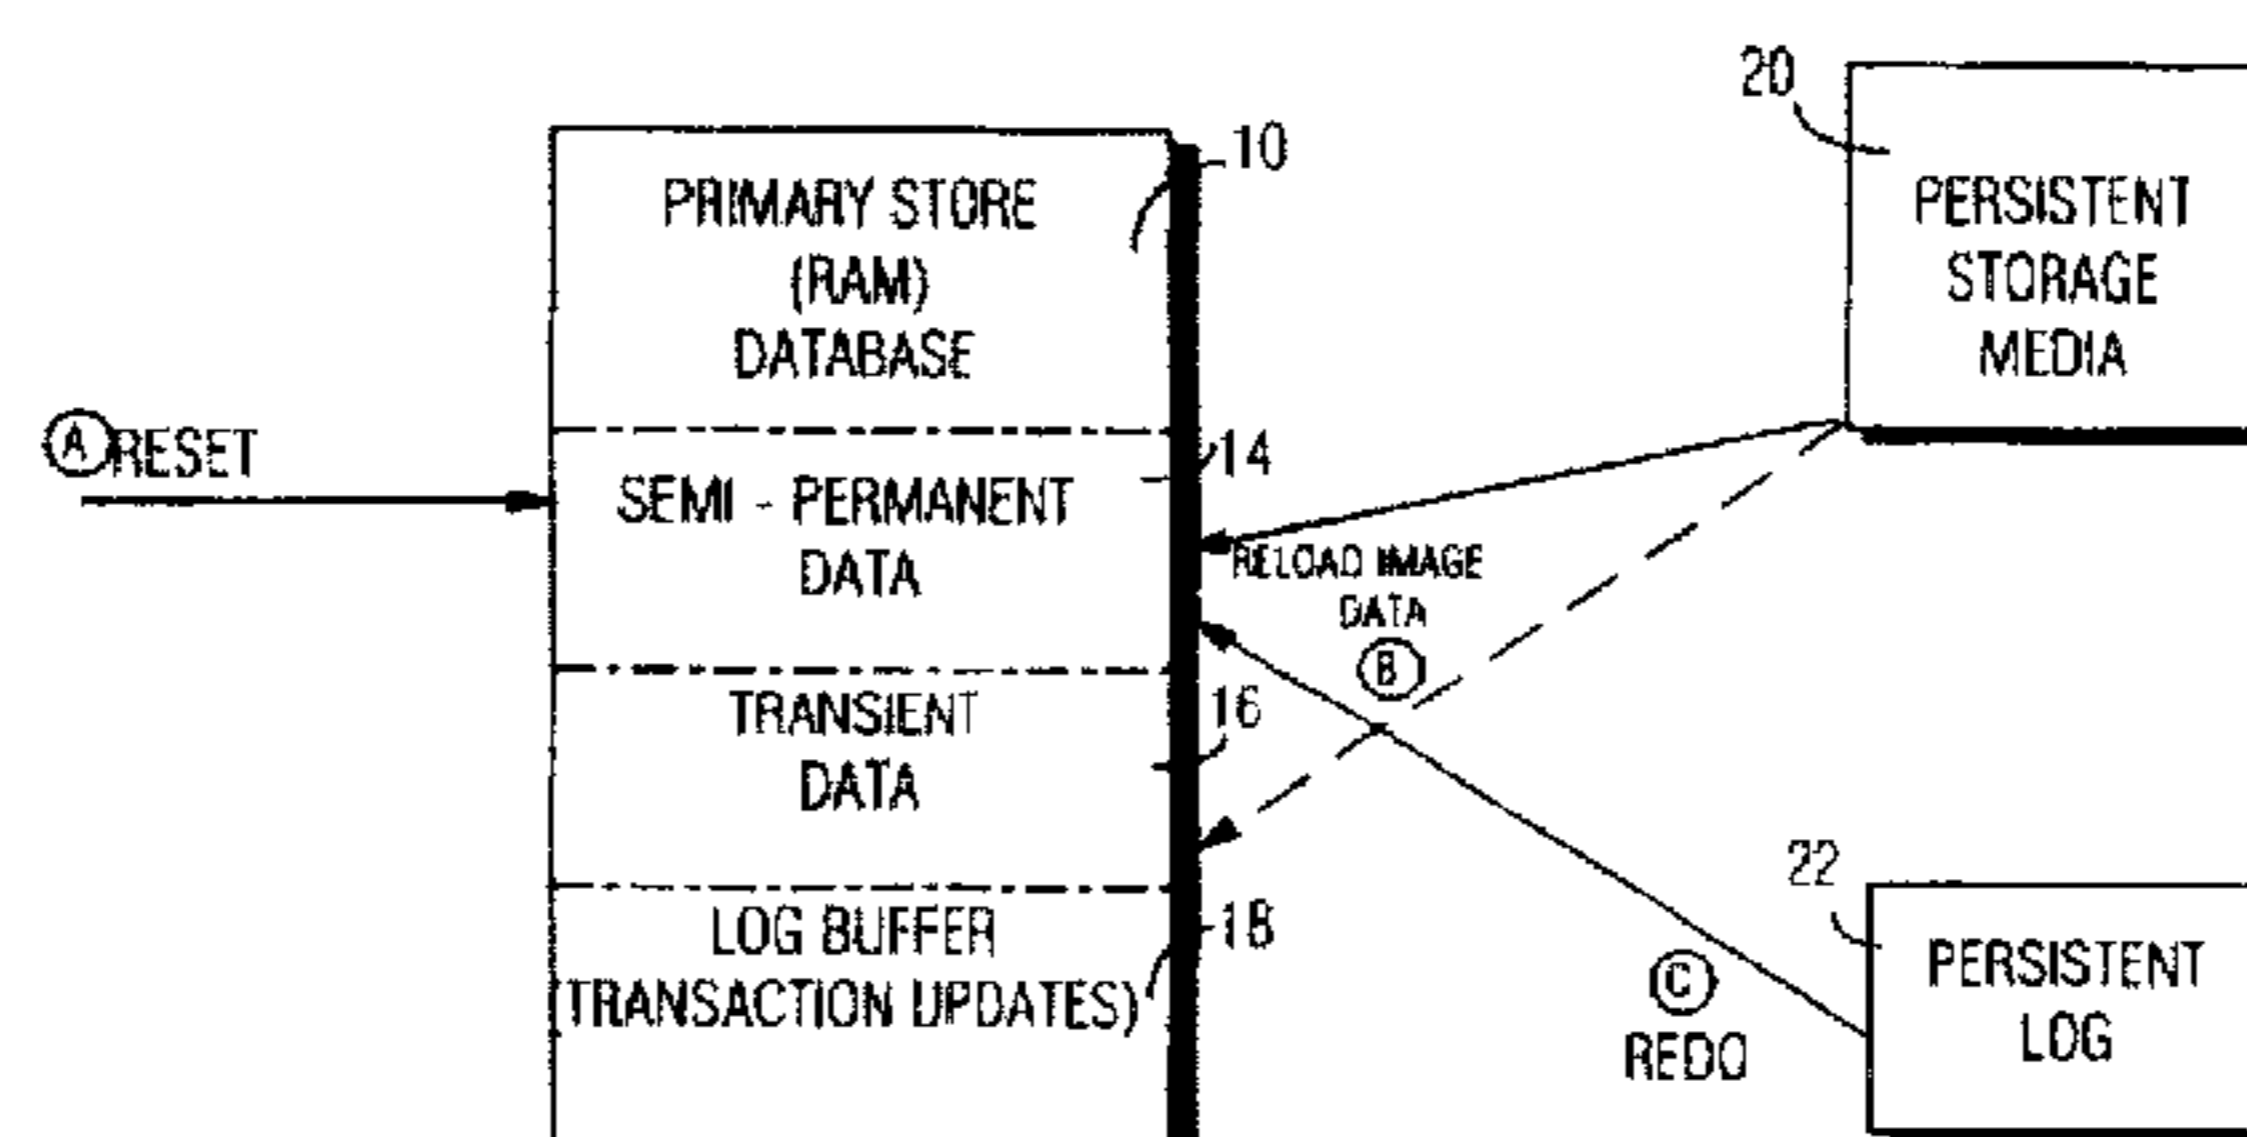 20
10
PRIMARY STORE
(RAM)
DATABASE
PERSISTENT
STORAGE
MEDIA
A RESET
14
SEMI - PERMANENT
DATA
RELOAD IMAGE
DATA
B
TRANSIENT
DATA
16
22
LOG BUFFER
(TRANSACTION UPDATES)
18
C
REDO
PERSISTENT
LOG